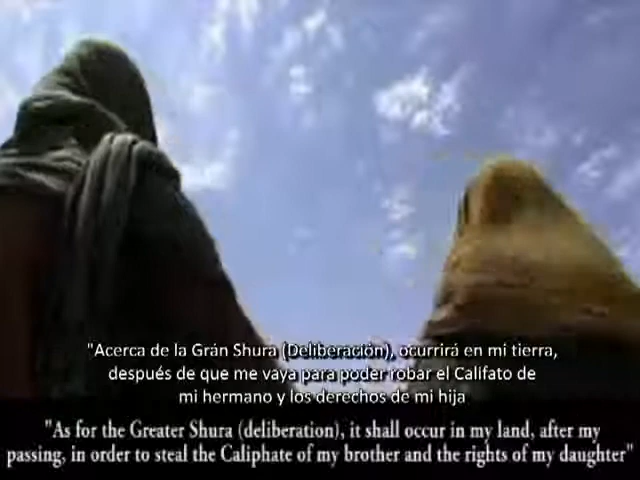 "Acerca de la Grán Shura (Deliberación), ocurrirá en mi tierra,
después de que me vaya para poder robar el Califato de
mi hermano y los derechos de mi hija
"As for the Greater Shura (deliberation), it shall occur in my land, after my
passing, in order to steal the Caliphate of my brother and the rights of my daughter"